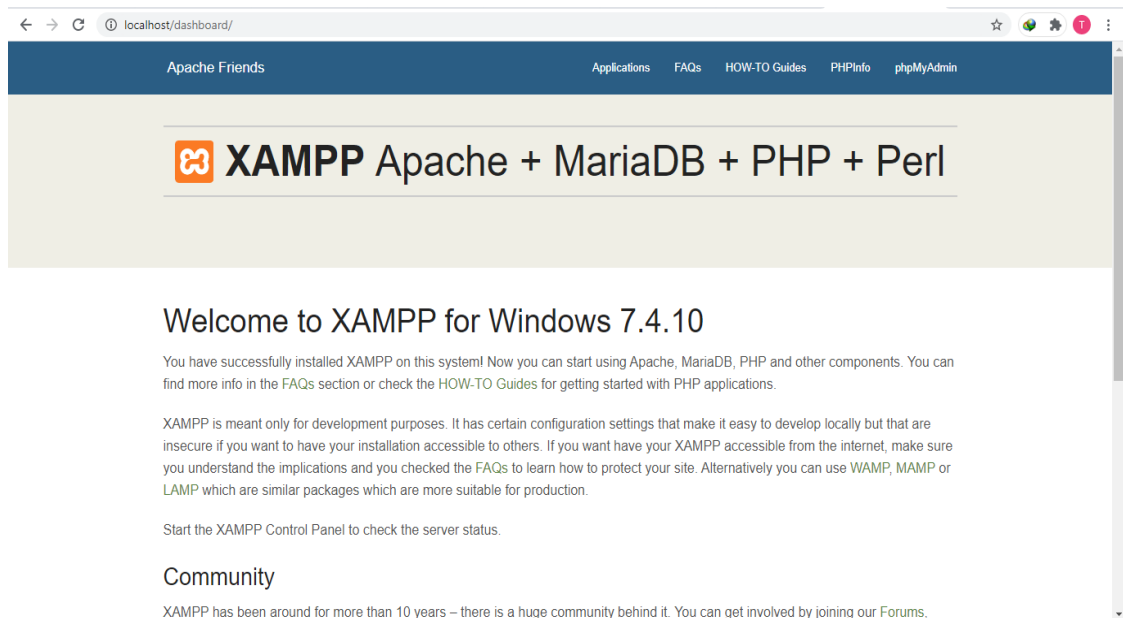 localhost/dashboard/
T
Apache Friends
Applications FAQs HOW-TO Guides PHPInfo phpMyAdmin
XAMPP Apache + MariaDB + PHP + Perl
Welcome to XAMPP for Windows 7.4.10
You have successfully installed XAMPP on this system! Now you can start using Apache, MariaDB, PHP and other components. You can
find more info in the FAQs section or check the HOW-TO Guides for getting started with PHP applications.
XAMPP is meant only for development purposes. It has certain configuration settings that make it easy to develop locally but that are
insecure if you want to have your installation accessible to others. If you want have your XAMPP accessible from the internet, make sure
you understand the implications and you checked the FAQs to learn how to protect your site. Alternatively you can use WAMP, MAMP or
LAMP which are similar packages which are more suitable for production.
Start the XAMPP Control Panel to check the server status.
Community
XAMPP has been around for more than 10 years – there is a huge community behind it. You can get involved by joining our Forums,